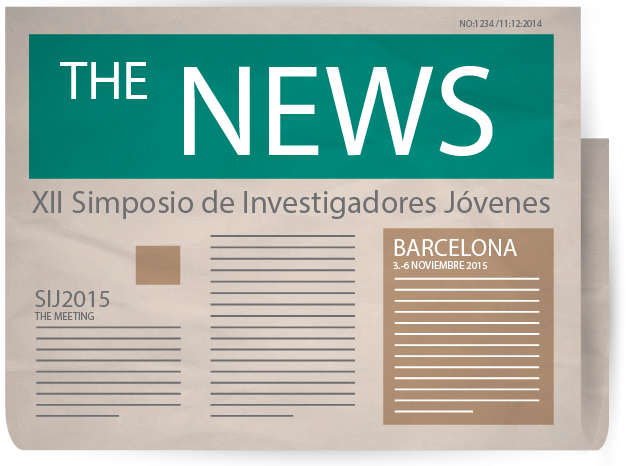 NO:1234 /11:12:2014
THE NEWS
XII Simposio de Investigadores Jóvenes
SIJ2015
THE MEETING
BARCELONA
3.-6 NOVIEMBRE 2015